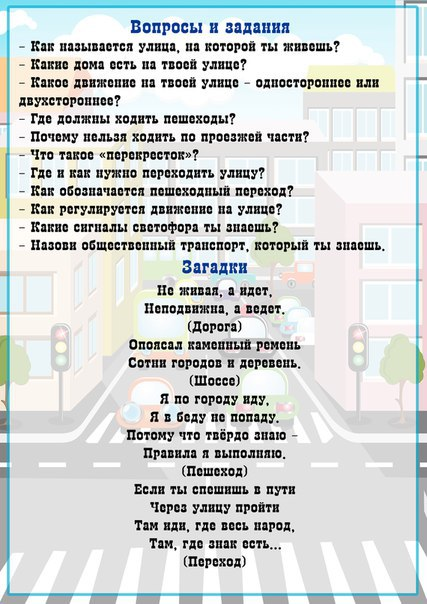 Вопросы и задания
- Как называется улица, на которой ты живешь?
- Какие дома есть на твоей улице?
- Какое движение на твоей улице - одностороннее или
двухстороннее?
- Где должны ходить пешеходы?
- Почему нельзя ходить по проезжей части?
- Что такое «перекресток»?
- Где и как нужно переходить улицу?
- Как обозначается пешеходный переход?
- Как регулируется движение на улице?
- Какие сигналы светофора ты знаешь?
- Назови общественный транспорт, который ты знаешь.
Загадки
Не живая, а идет,
Неподвижна, а ведет.
(Дорога)
Опоясал каменный ремень
Сотни городов и деревень.
(Шоссе)
Я по городу иду,
Я в беду не попаду.
Потому что твёрдо знаю -
Правила я выполняю.
(Пешеход)
Если ты спешишь в пути
Через улицу пройти
Там иди, где весь народ,
Там, где знак есть...
(Переход)